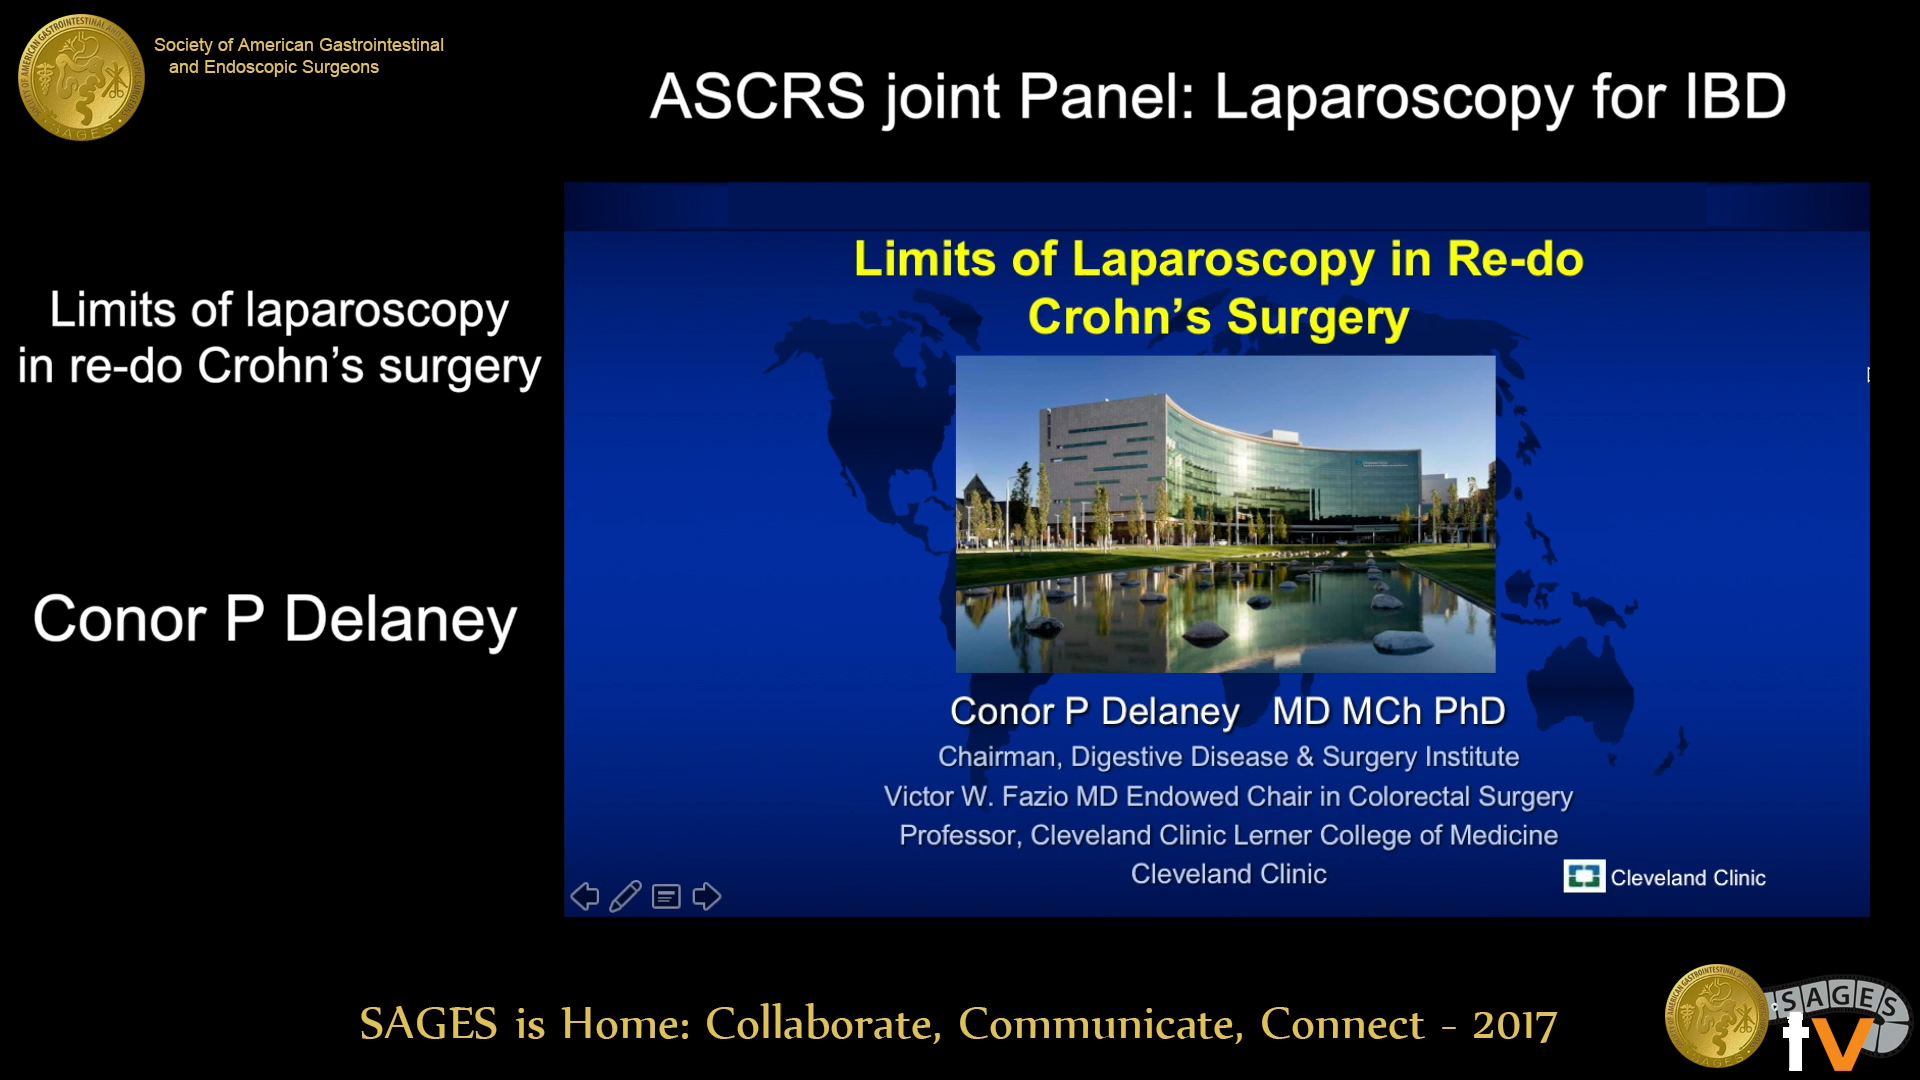 Society of American Gastrointestinal
and Endoscopic Surgeons
SAGES
ASCRS joint Panel: Laparoscopy for IBD
Limits of laparoscopy
in re-do Crohn’s surgery
Conor P Delaney
Limits of Laparoscopy in Re-do
Crohn’s Surgery
Conor P Delaney MD MCh PhD
Chairman, Digestive Disease & Surgery Institute
Victor W. Fazio MD Endowed Chair in Colorectal Surgery
Professor, Cleveland Clinic Lerner College of Medicine
Cleveland Clinic
Cleveland Clinic
SAGES is Home: Collaborate, Communicate, Connect - 2017
SAGES
tv